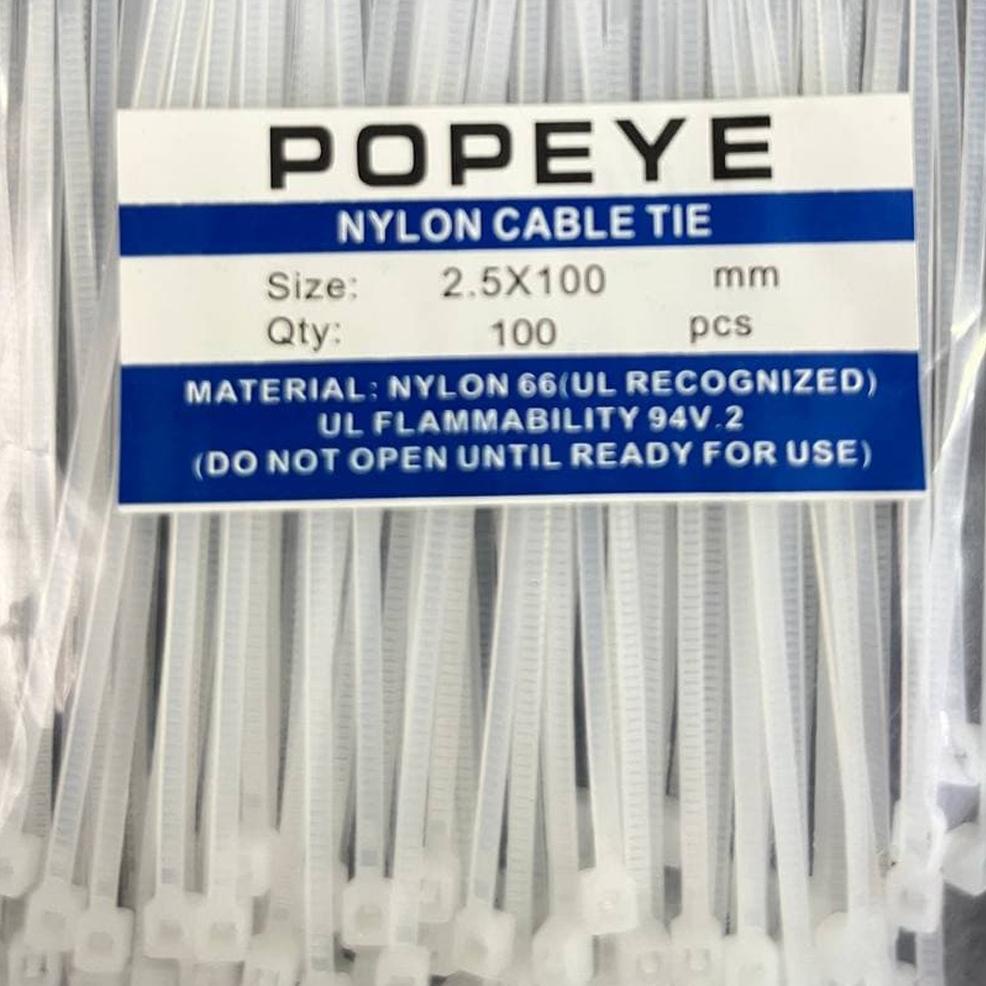 POPEYE
NYLON CABLE TIE
Size: 2.5X100 mm
Qty: 100 pcs
MATERIAL: NYLON 66(UL RECOGNIZED)
UL FLAMMABILITY 94V.2
(DO NOT OPEN UNTIL READY FOR USE)